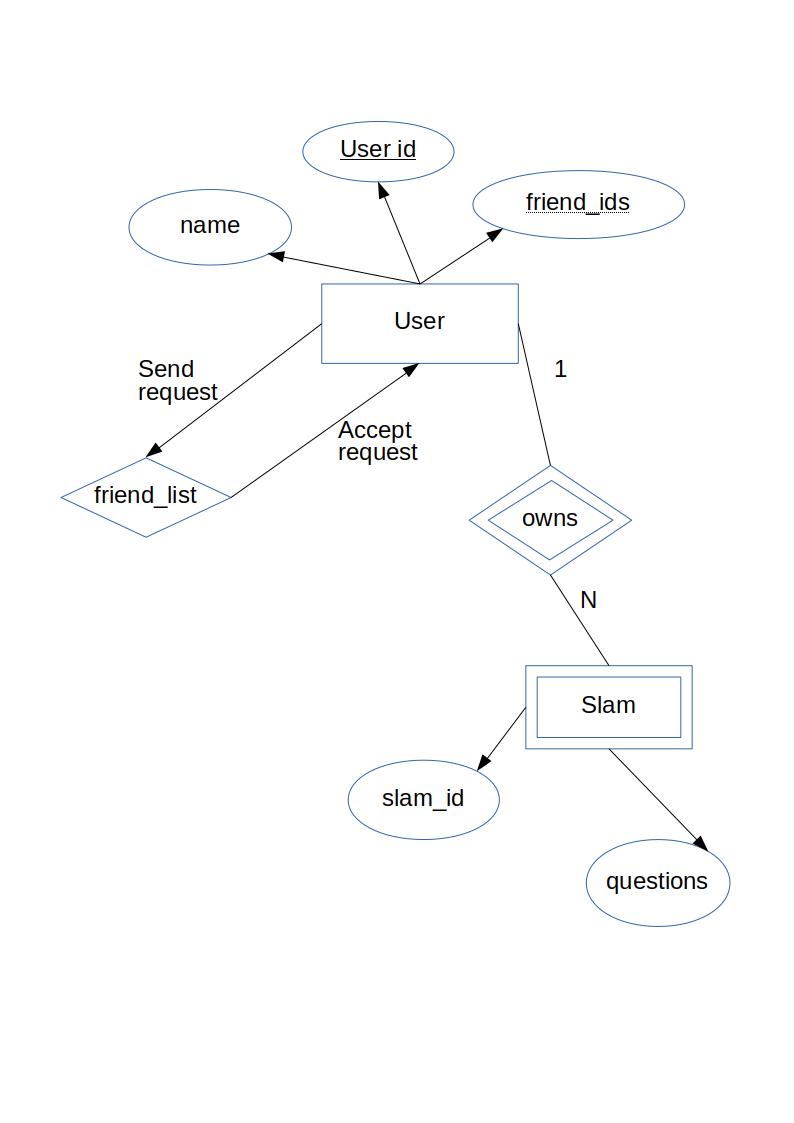 User id
friend_ids
name
User
Send
request
1
Accept
request
friend_list
owns
N
Slam
slam_id
questions